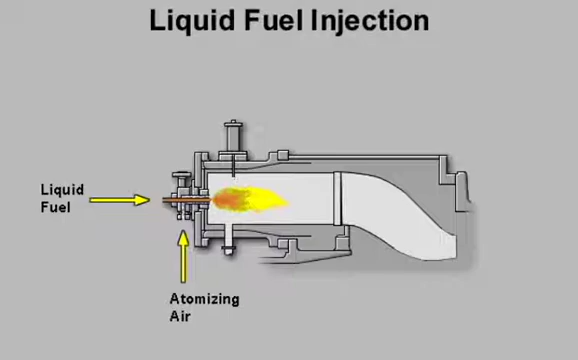 Liquid Fuel Injection
Liquid
Fuel
Atomizing
Air